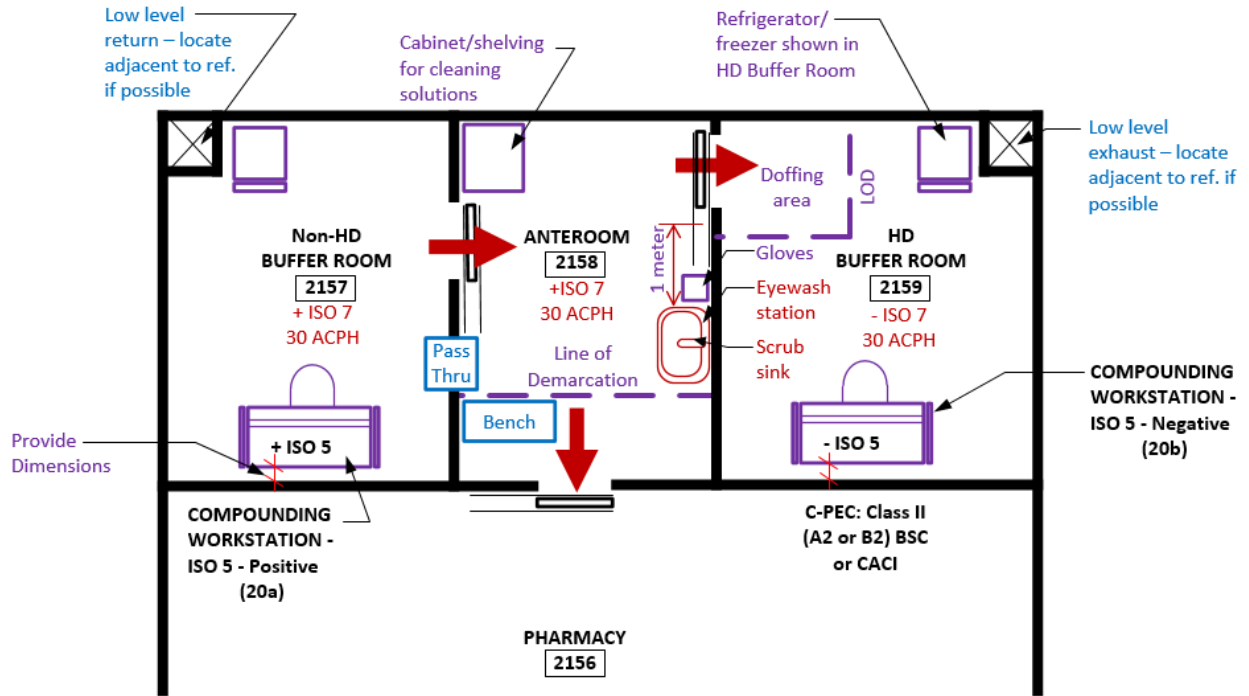 Low level
return – locate
adjacent to ref.
if possible
Cabinet/shelving
for cleaning
solutions
Refrigerator/
freezer shown in
HD Buffer Room
Low level
exhaust – locate
adjacent to ref. if
possible
Doffing
area
LOD
Non-HD
BUFFER ROOM
2157
+ ISO 7
30 ACPH
ANTEROOM
2158
+ISO 7
30 ACPH
1 meter
Gloves
Eyewash
station
Scrub
sink
HD
BUFFER ROOM
2159
- ISO 7
30 ACPH
Pass
Thru
Line of
Demarcation
Bench
Provide
Dimensions
+ ISO 5
- ISO 5
COMPOUNDING
WORKSTATION -
ISO 5 - Negative
(20b)
COMPOUNDING
WORKSTATION -
ISO 5 - Positive
(20a)
C-PEC: Class II
(A2 or B2) BSC
or CACI
PHARMACY
2156